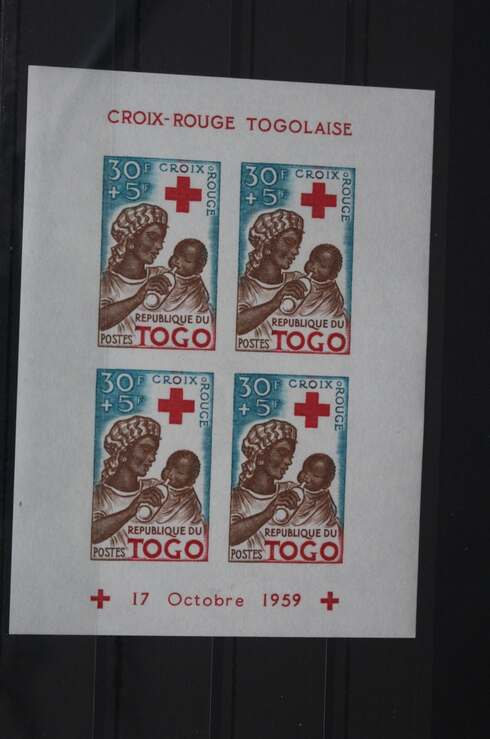 CROIX-ROUGE TOGOLAISE
30F CROIX
+5F ROUGE
REPUBLIQUE DU
POSTES TOGO
30F CROIX
+5F ROUGE
REPUBLIQUE DU
POSTES TOGO
30F CROIX
+5F ROUGE
REPUBLIQUE DU
POSTES TOGO
30F CROIX
+5F ROUGE
REPUBLIQUE DU
POSTES TOGO
17 Octobre 1959